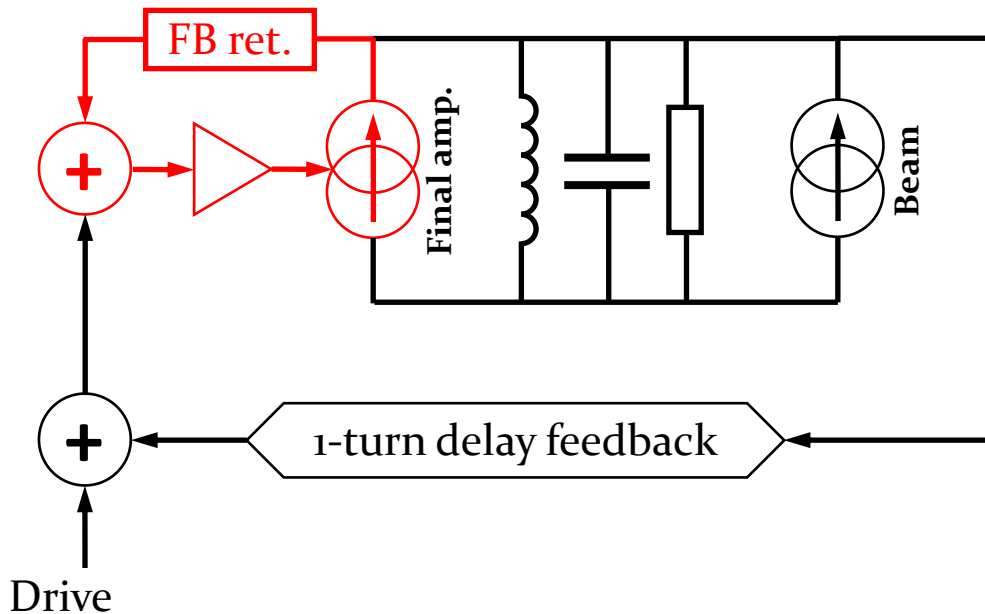 FB ret.
+
Final amp.
Beam
+
1-turn delay feedback
Drive